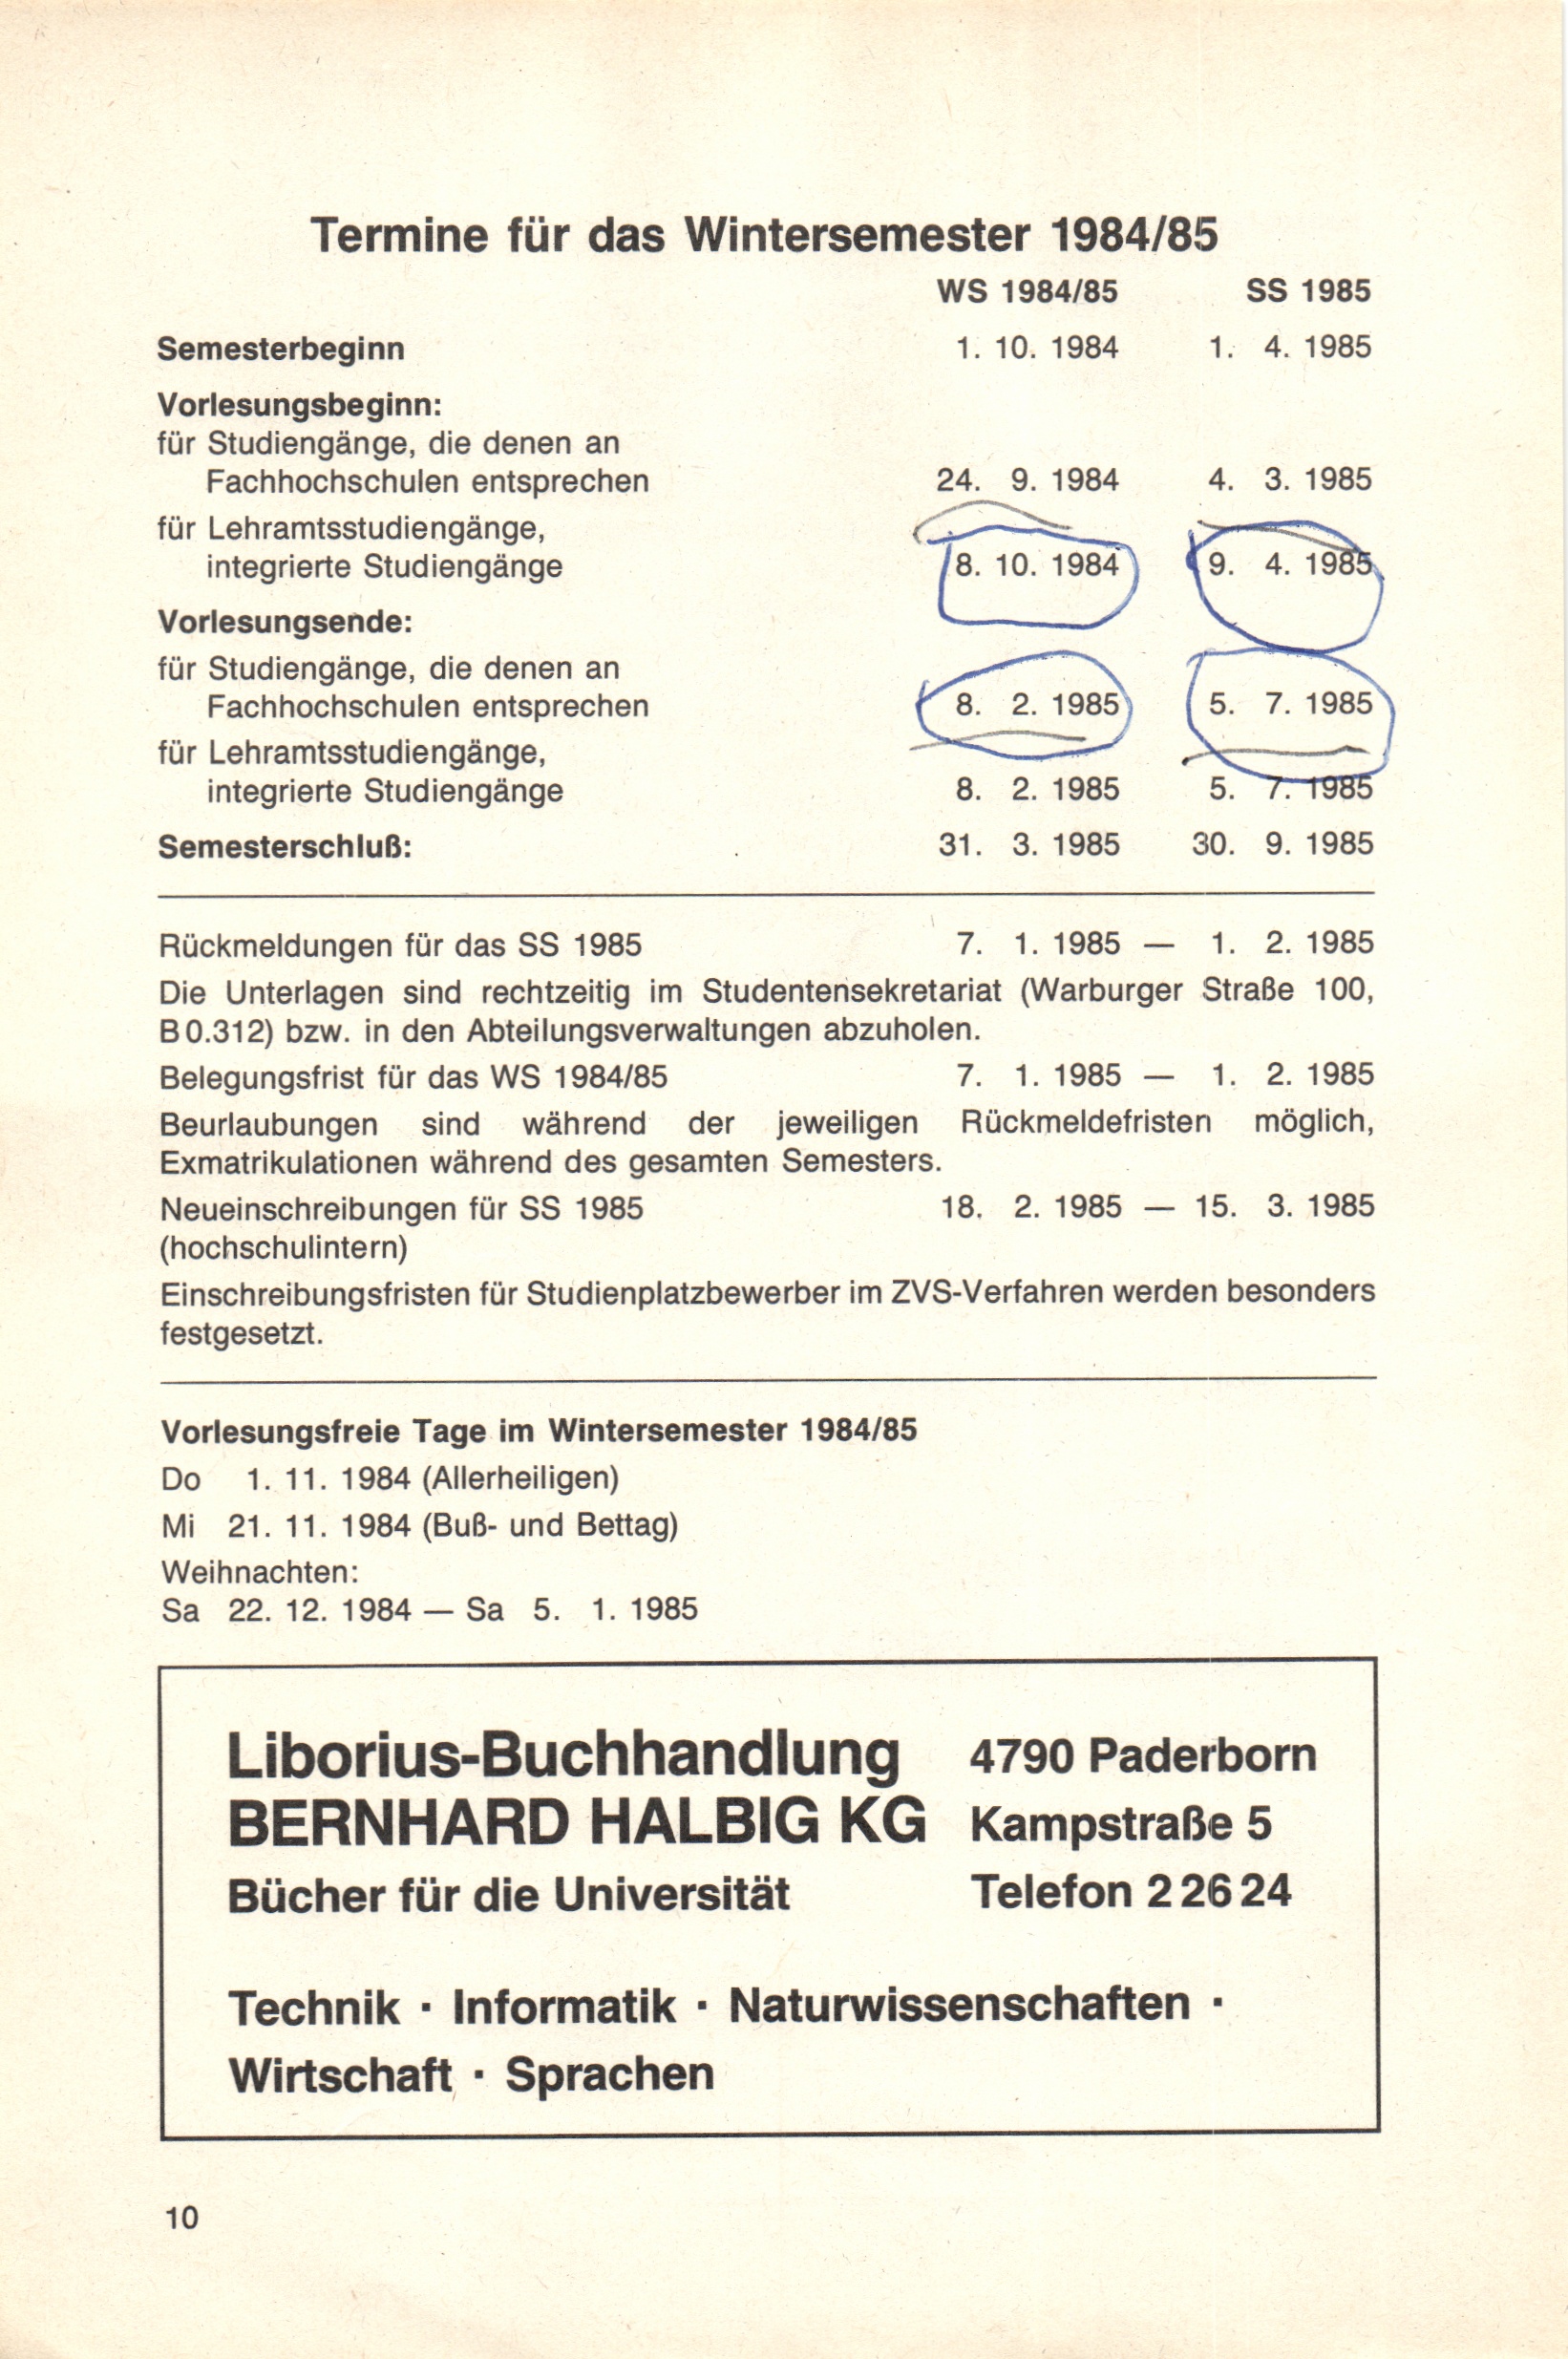 Termine für das Wintersemester 1984/85
WS 1984/85 SS 1985
Semesterbeginn 1. 10. 1984 1. 4. 1985
Vorlesungsbeginn:
für Studiengänge, die denen an
Fachhochschulen entsprechen 24. 9. 1984 4. 3. 1985
für Lehramtsstudiengänge,
integrierte Studiengänge 8. 10. 1984 9. 4. 1985
Vorlesungsende:
für Studiengänge, die denen an
Fachhochschulen entsprechen 8. 2. 1985 5. 7. 1985
für Lehramtsstudiengänge,
integrierte Studiengänge 8. 2. 1985 5. 7. 1985
Semesterschluß: 31. 3. 1985 30. 9. 1985
Rückmeldungen für das SS 1985 7. 1. 1985 — 1. 2. 1985
Die Unterlagen sind rechtzeitig im Studentensekretariat (Warburger Straße 100,
B 0.312) bzw. in den Abteilungsverwaltungen abzuholen.
Belegungsfrist für das WS 1984/85 7. 1. 1985 — 1. 2. 1985
Beurlaubungen sind während der jeweiligen Rückmeldefristen möglich,
Exmatrikulationen während des gesamten Semesters.
Neueinschreibungen für SS 1985 18. 2. 1985 — 15. 3. 1985
(hochschulintern)
Einschreibungsfristen für Studienplatzbewerber im ZVS-Verfahren werden besonders
festgesetzt.
Vorlesungsfreie Tage im Wintersemester 1984/85
Do 1. 11. 1984 (Allerheiligen)
Mi 21. 11. 1984 (Buß- und Bettag)
Weihnachten:
Sa 22. 12. 1984 — Sa 5. 1. 1985
Liborius-Buchhandlung 4790 Paderborn
BERNHARD HALBIG KG Kampstraße 5
Bücher für die Universität Telefon 2 26 24
Technik · Informatik · Naturwissenschaften ·
Wirtschaft · Sprachen
10